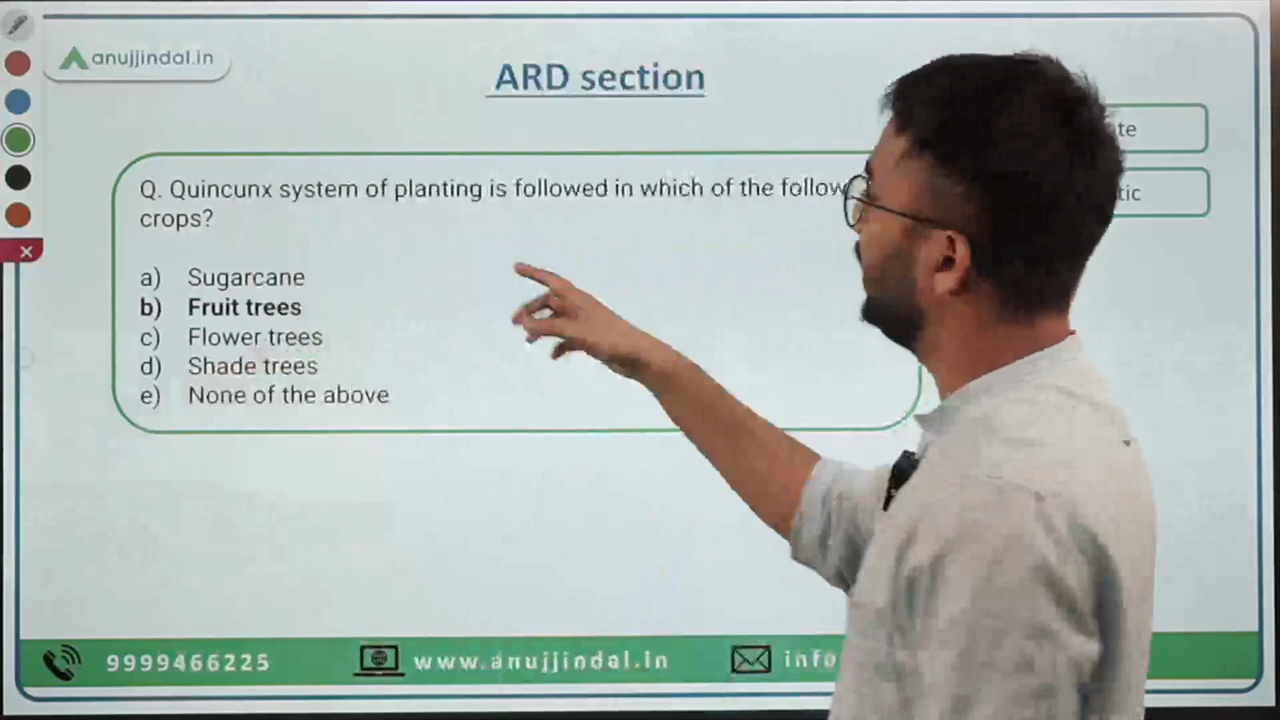 anujjindal.in
ARD section
te
Q. Quincunx system of planting is followed in which of the follow
tic
crops?
a) Sugarcane
b) Fruit trees
c) Flower trees
d) Shade trees
e) None of the above
9999466225 www.anujjindal.in info